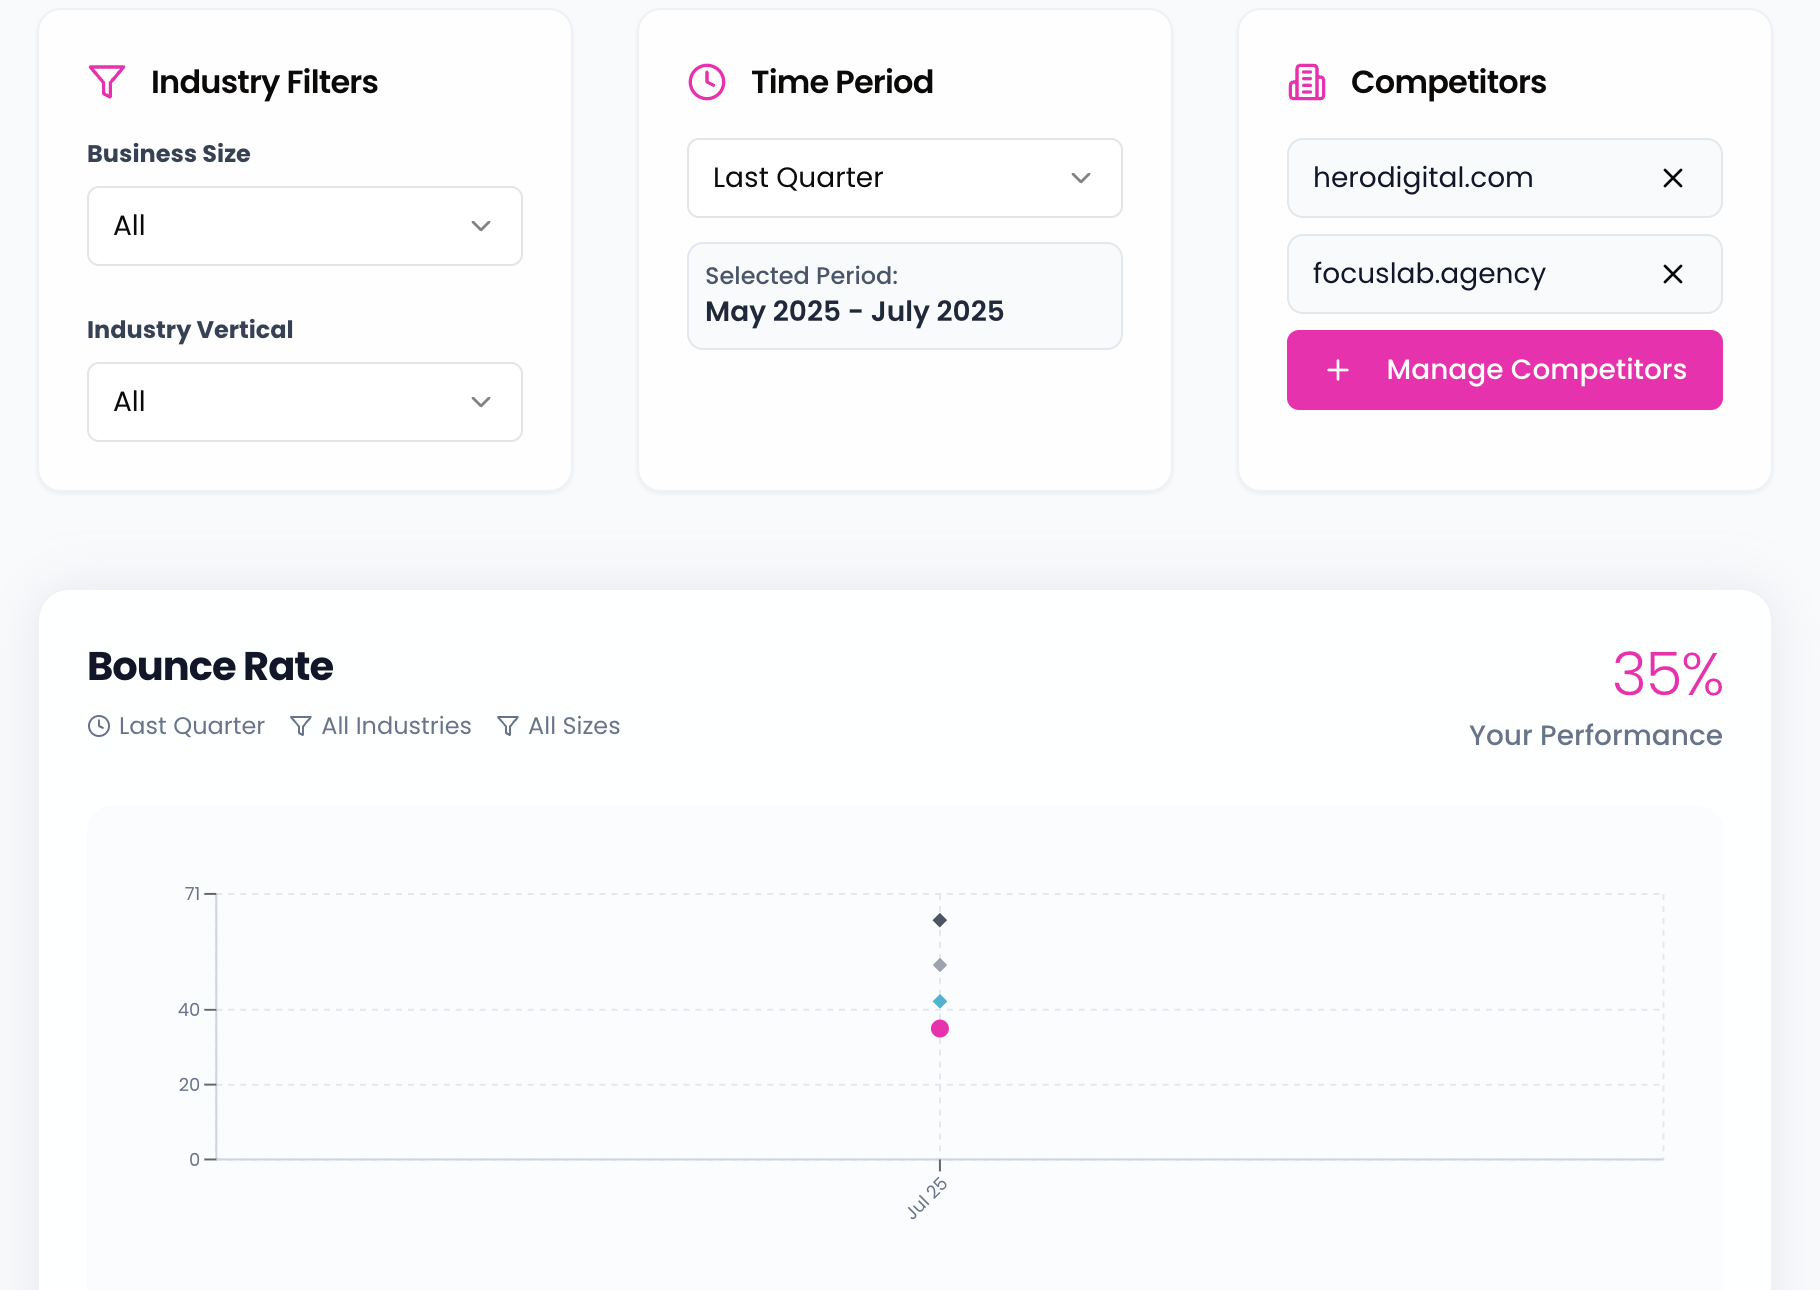 Industry Filters
Business Size
All
Industry Vertical
All
Time Period
Last Quarter
Selected Period:
May 2025 - July 2025
Competitors
herodigital.com
focuslab.agency
Manage Competitors
Bounce Rate
Last Quarter
All Industries
All Sizes
35%
Your Performance
71
40
20
0
Jul 25